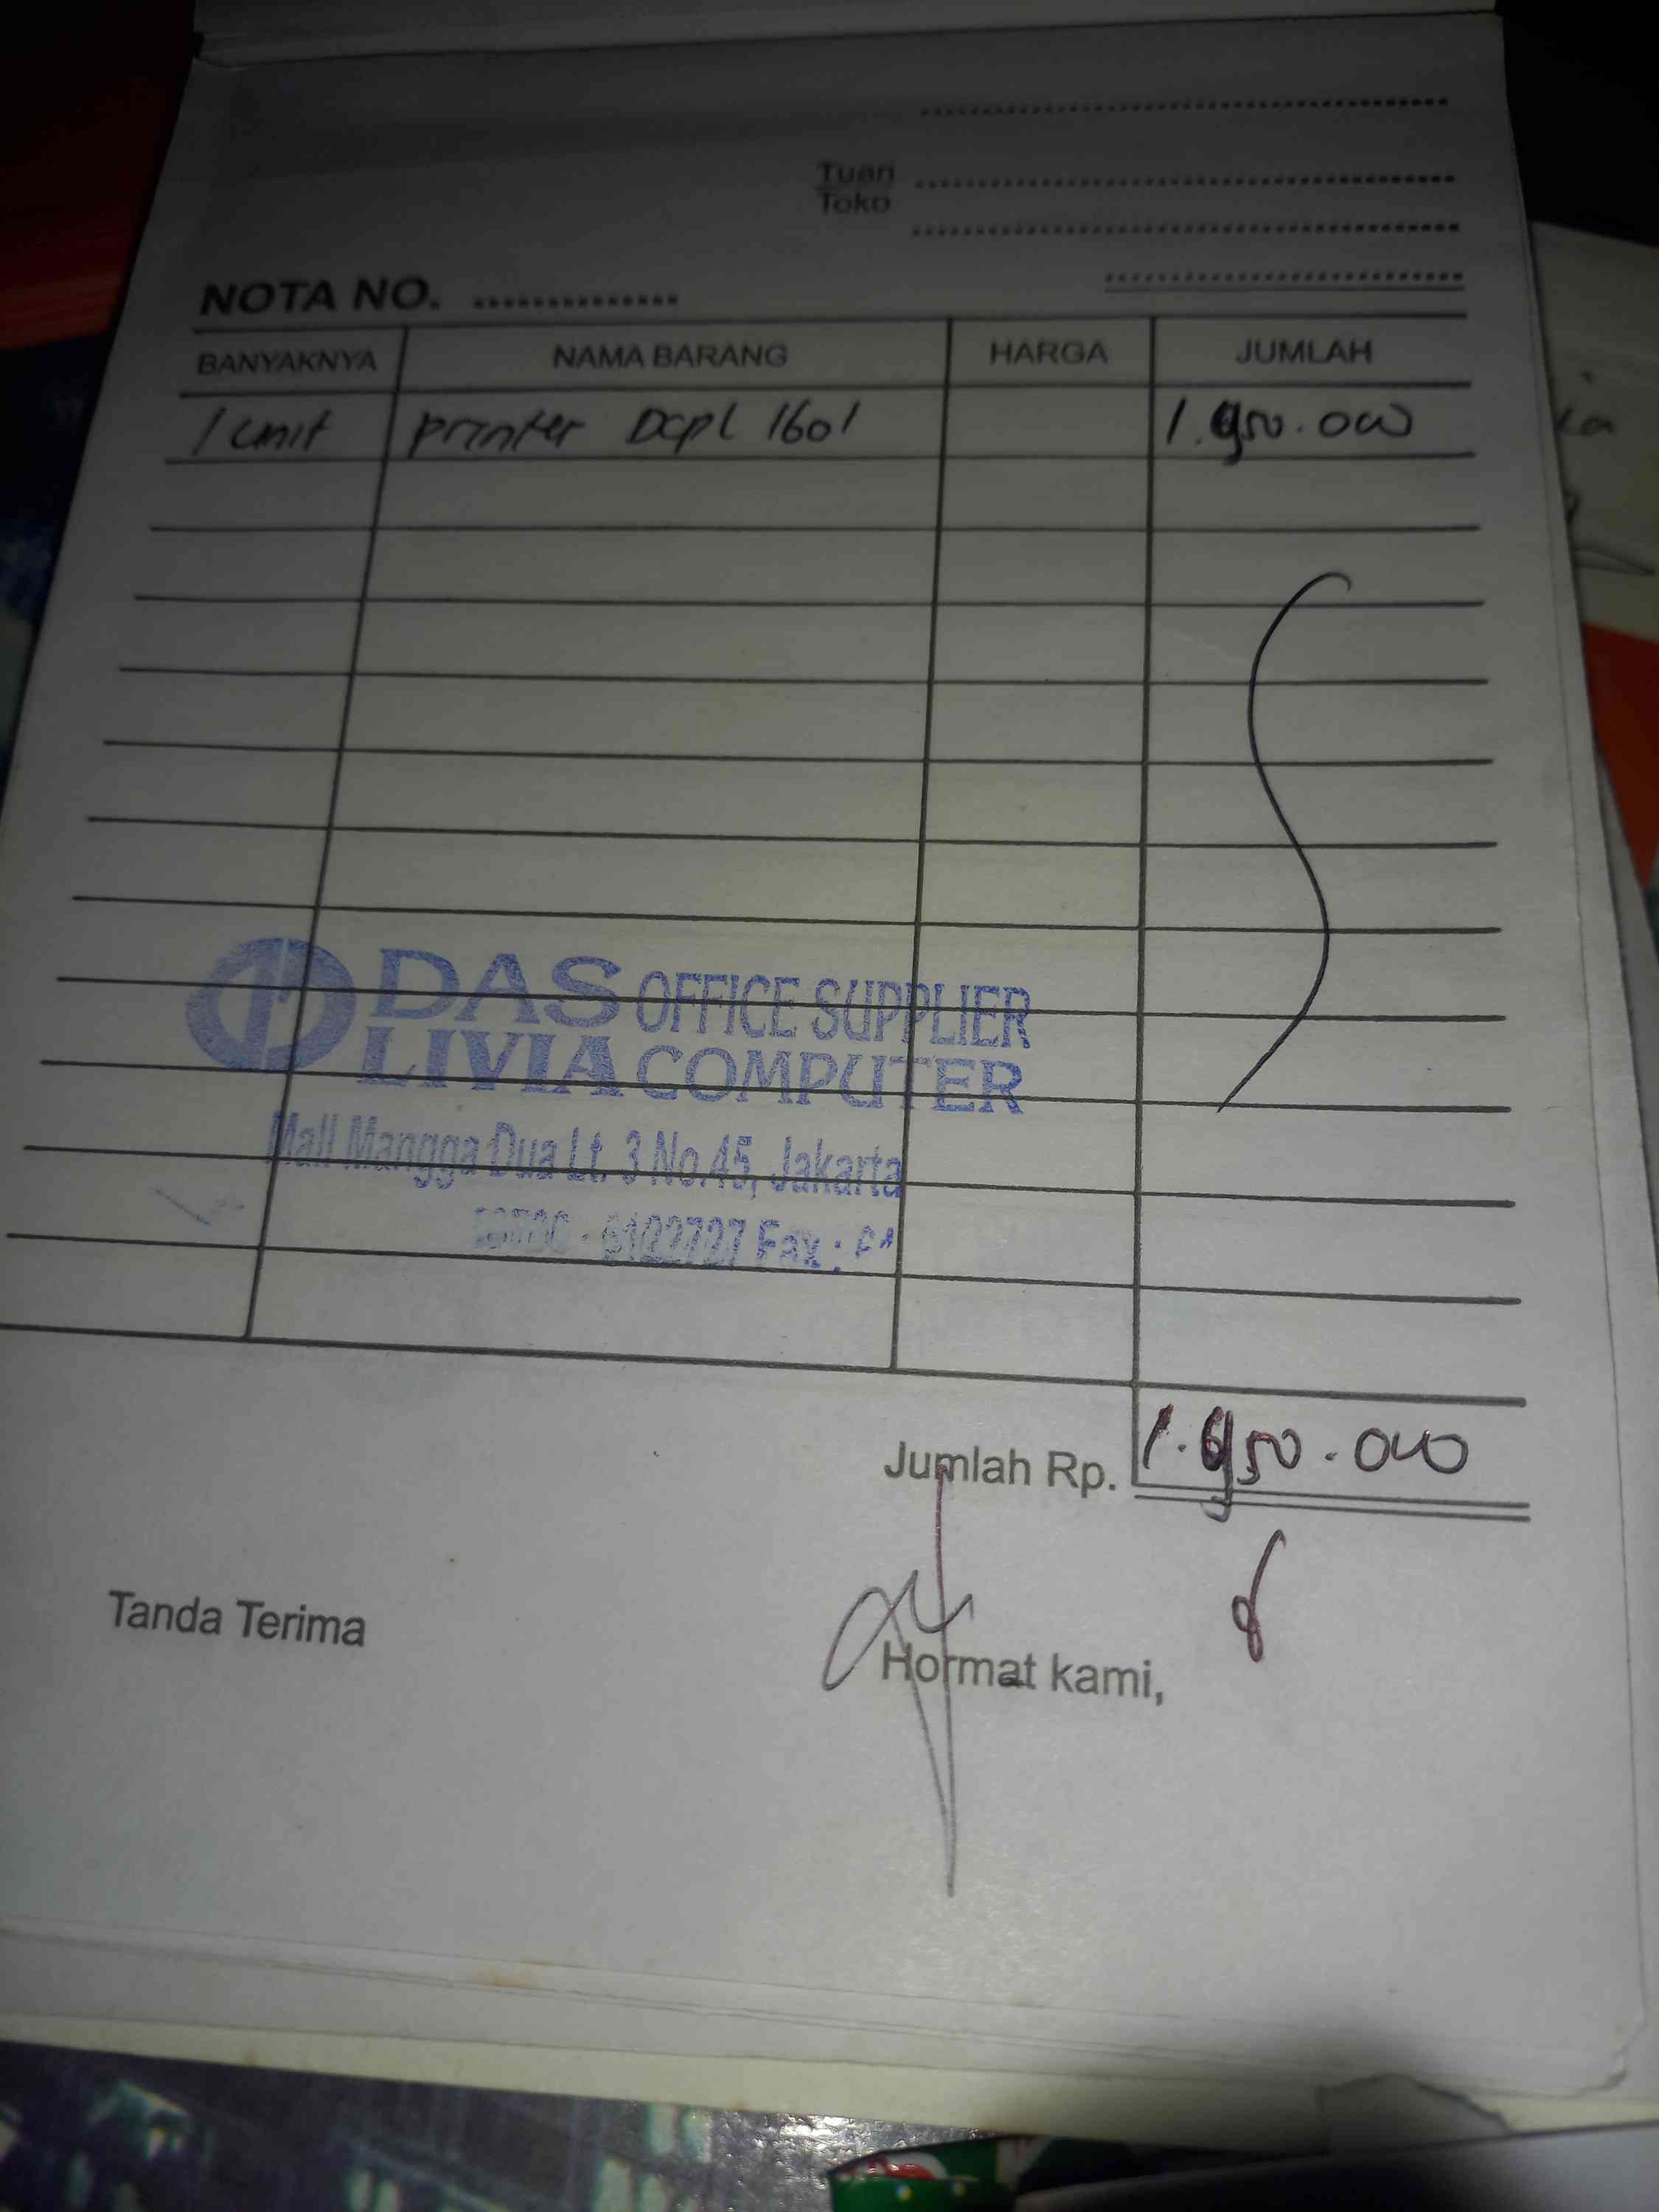 Tuan
Toko
NOTA NO.
BANYAKNYA NAMA BARANG HARGA JUMLAH
1 unit printer Dcpl 1601 1.950.000
DAS OFFICE SUPPLIER
LIVIA COMPUTER
Mall Mangga Dua Lt. 3 No.45, Jakarta
6122727 Fax :
Jumlah Rp. 1.950.000
Tanda Terima
Hormat kami,